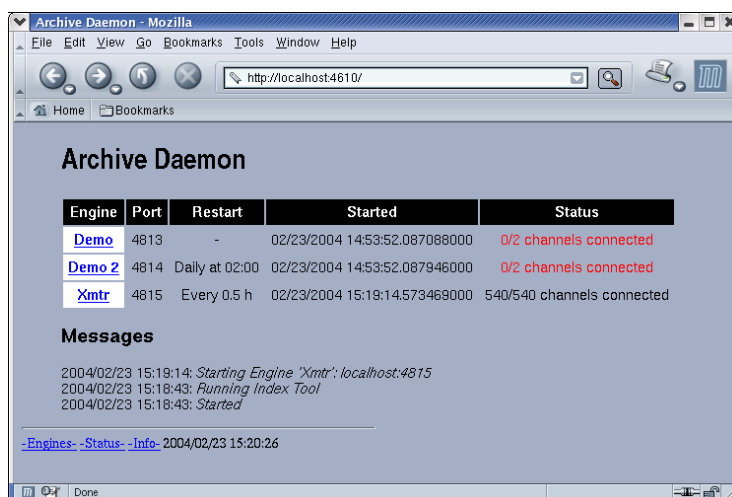 Archive Daemon - Mozilla
File Edit View Go Bookmarks Tools Window Help
http://localhost:4610/
Home Bookmarks
Archive Daemon
Engine Port Restart Started Status
Demo 4813 - 02/23/2004 14:53:52.087088000 0/2 channels connected
Demo 2 4814 Daily at 02:00 02/23/2004 14:53:52.087946000 0/2 channels connected
Xmtr 4815 Every 0.5 h 02/23/2004 15:19:14.573469000 540/540 channels connected
Messages
2004/02/23 15:19:14: Starting Engine 'Xmtr': localhost:4815
2004/02/23 15:18:43: Running Index Tool
2004/02/23 15:18:43: Started
-Engines- -Status- -Info- 2004/02/23 15:20:26
Done